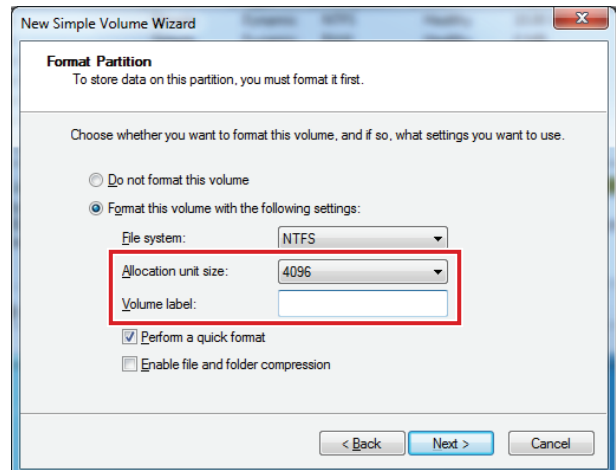 New Simple Volume Wizard
Format Partition
To store data on this partition, you must format it first.
Choose whether you want to format this volume, and if so, what settings you want to use.
Do not format this volume
Format this volume with the following settings:
File system: NTFS
Allocation unit size: 4096
Volume label:
Perform a quick format
Enable file and folder compression
< Back Next > Cancel